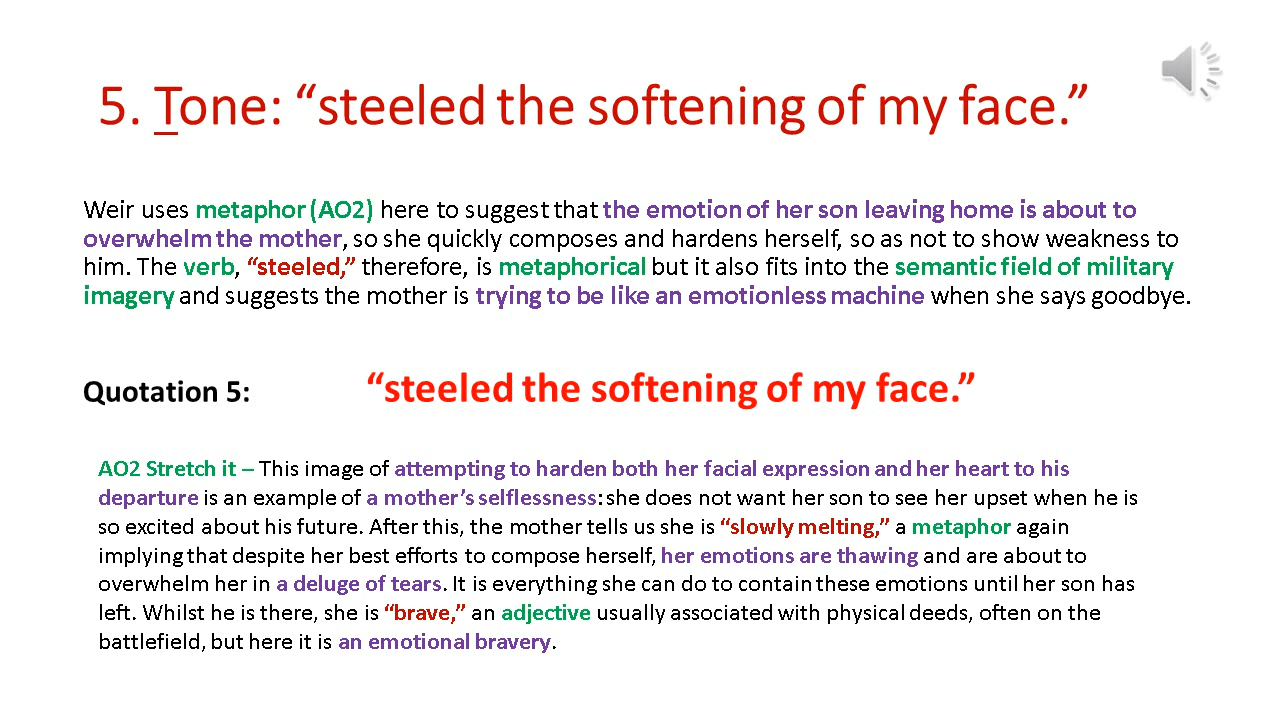 5. Tone: “steeled the softening of my face.”
Weir uses metaphor (AO2) here to suggest that the emotion of her son leaving home is about to
overwhelm the mother, so she quickly composes and hardens herself, so as not to show weakness to
him. The verb, “steeled,” therefore, is metaphorical but it also fits into the semantic field of military
imagery and suggests the mother is trying to be like an emotionless machine when she says goodbye.
Quotation 5: “steeled the softening of my face.”
AO2 Stretch it – This image of attempting to harden both her facial expression and her heart to his
departure is an example of a mother’s selflessness: she does not want her son to see her upset when he is
so excited about his future. After this, the mother tells us she is “slowly melting,” a metaphor again
implying that despite her best efforts to compose herself, her emotions are thawing and are about to
overwhelm her in a deluge of tears. It is everything she can do to contain these emotions until her son has
left. Whilst he is there, she is “brave,” an adjective usually associated with physical deeds, often on the
battlefield, but here it is an emotional bravery.